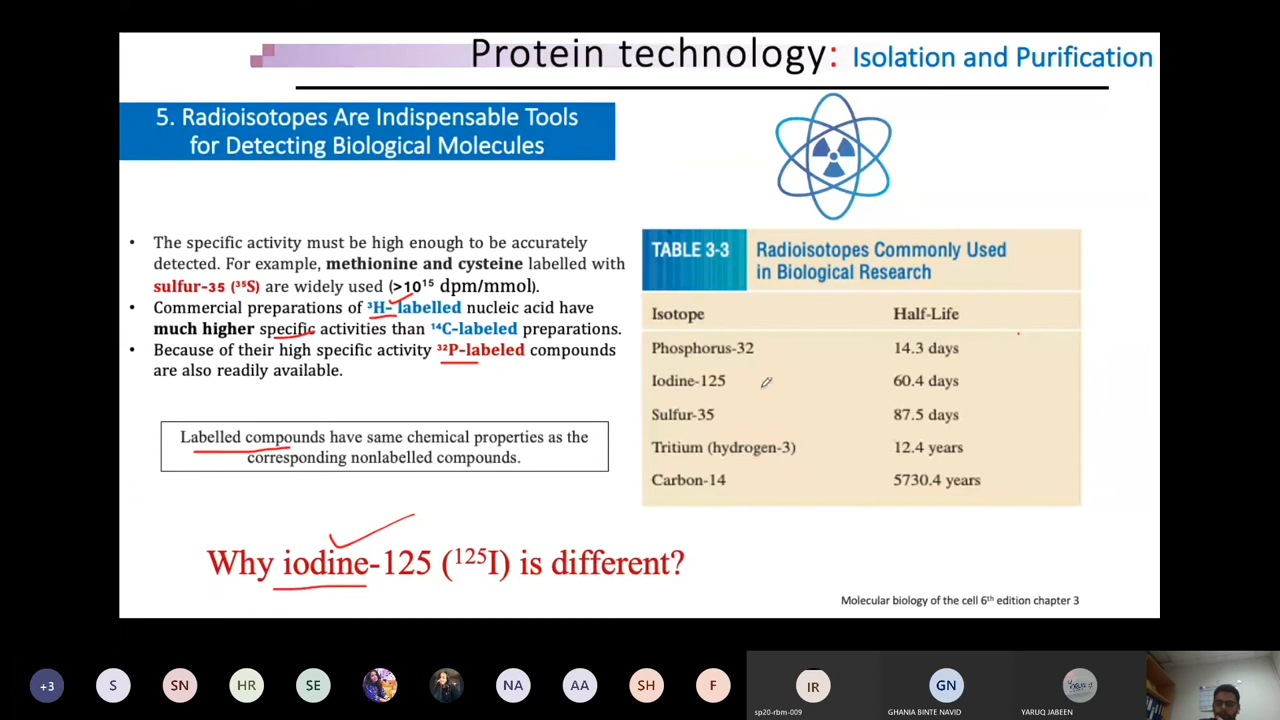 Protein technology: Isolation and Purification
5. Radioisotopes Are Indispensable Tools
for Detecting Biological Molecules
• The specific activity must be high enough to be accurately
detected. For example, methionine and cysteine labelled with
sulfur-35 (³⁵S) are widely used (>10¹⁵ dpm/mmol).
• Commercial preparations of ³H- labelled nucleic acid have
much higher specific activities than ¹⁴C-labeled preparations.
• Because of their high specific activity ³²P-labeled compounds
are also readily available.
Labelled compounds have same chemical properties as the
corresponding nonlabelled compounds.
Why iodine-125 (¹²⁵I) is different?
TABLE 3-3 Radioisotopes Commonly Used
in Biological Research
Isotope Half-Life
Phosphorus-32 14.3 days
Iodine-125 60.4 days
Sulfur-35 87.5 days
Tritium (hydrogen-3) 12.4 years
Carbon-14 5730.4 years
Molecular biology of the cell 6th edition chapter 3
+3 S SN HR SE NA AA SH F IR GN
sp20-rbm-009 GHANIA BINTE NAVID YARUQ JABEEN